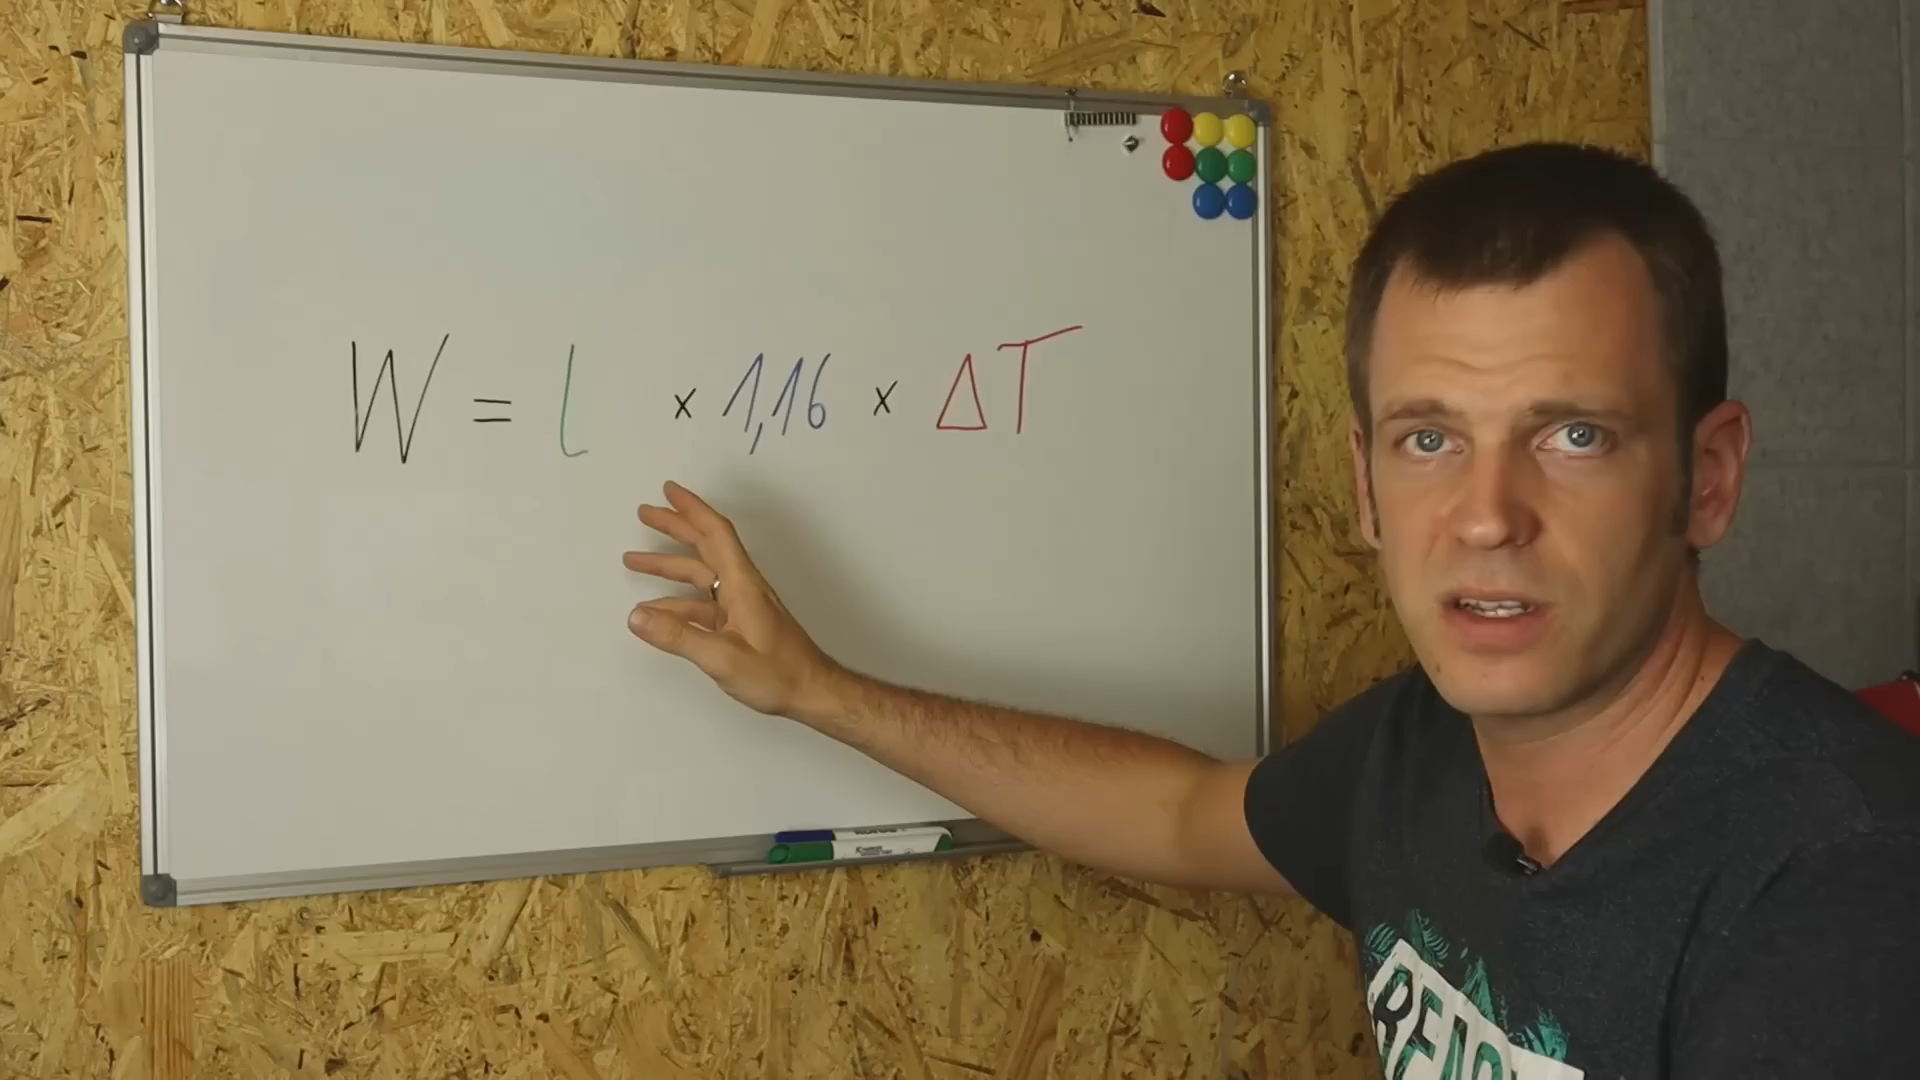 W = l x 1,16 x ΔT